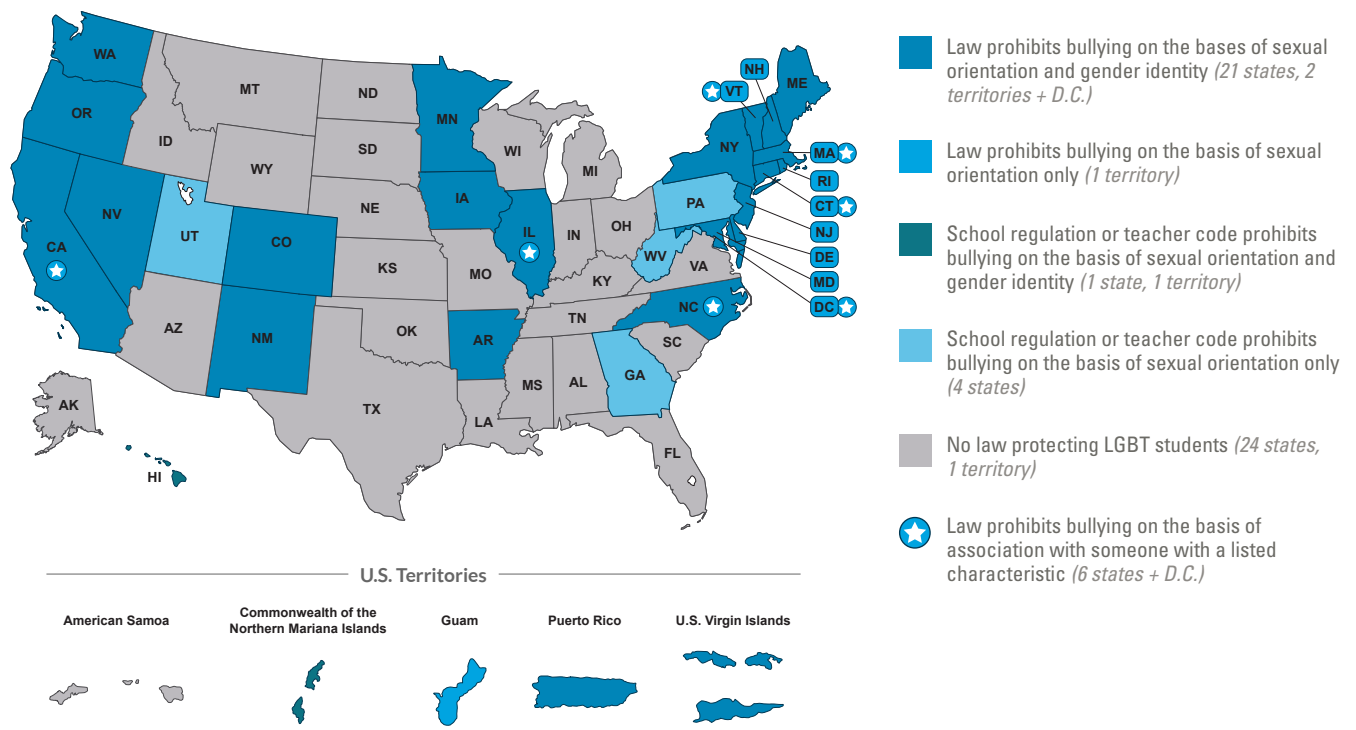 WA
OR
CA
NV
ID
MT
WY
UT
CO
AZ
NM
ND
SD
NE
KS
OK
TX
MN
IA
MO
AR
LA
WI
IL
MI
IN
OH
KY
TN
MS
AL
GA
FL
SC
NC
VA
WV
PA
NY
VT
NH
ME
MA
RI
CT
NJ
DE
MD
DC
AK
HI
Law prohibits bullying on the bases of sexual
orientation and gender identity (21 states, 2
territories + D.C.)
Law prohibits bullying on the basis of sexual
orientation only (1 territory)
School regulation or teacher code prohibits
bullying on the basis of sexual orientation and
gender identity (1 state, 1 territory)
School regulation or teacher code prohibits
bullying on the basis of sexual orientation only
(4 states)
No law protecting LGBT students (24 states,
1 territory)
Law prohibits bullying on the basis of
association with someone with a listed
characteristic (6 states + D.C.)
U.S. Territories
American Samoa
Commonwealth of the
Northern Mariana Islands
Guam
Puerto Rico
U.S. Virgin Islands